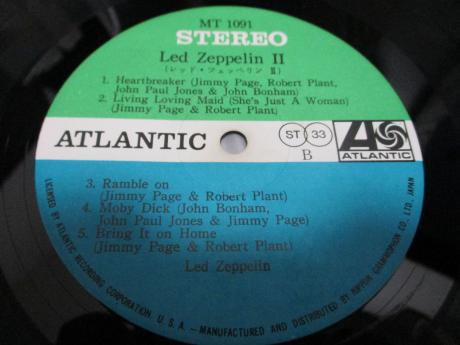 MT 1091
STEREO
Led Zeppelin II
(レッド・ツェッペリン II)
1. Heartbreaker (Jimmy Page, Robert Plant,
John Paul Jones & John Bonham)
2. Living Loving Maid (She's Just A Woman)
(Jimmy Page & Robert Plant)
ATLANTIC
ST 33
B
ATLANTIC
3. Ramble on
(Jimmy Page & Robert Plant)
4. Moby Dick (John Bonham,
John Paul Jones & Jimmy Page)
5. Bring It on Home
(Jimmy Page & Robert Plant)
Led Zeppelin
LICENSED BY ATLANTIC RECORDING CORPORATION, U.S.A.—MANUFACTURED AND DISTRIBUTED BY NIPPON GRAMMOPHON CO., LTD., JAPAN